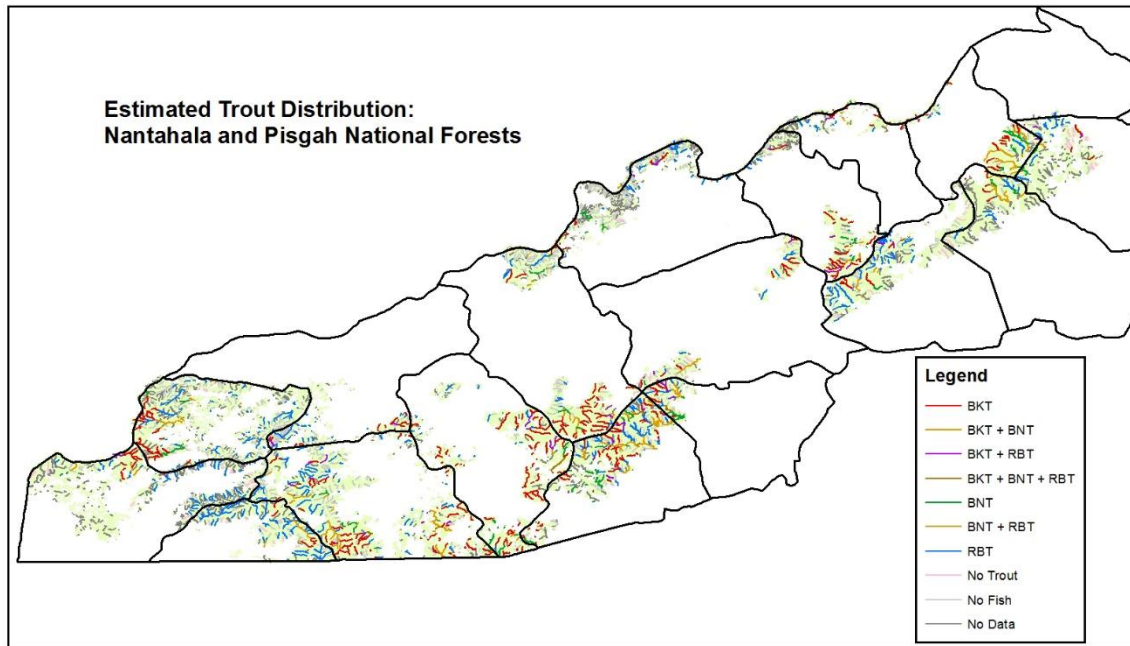 Estimated Trout Distribution:
Nantahala and Pisgah National Forests
Legend
BKT
BKT + BNT
BKT + RBT
BKT + BNT + RBT
BNT
BNT + RBT
RBT
No Trout
No Fish
No Data